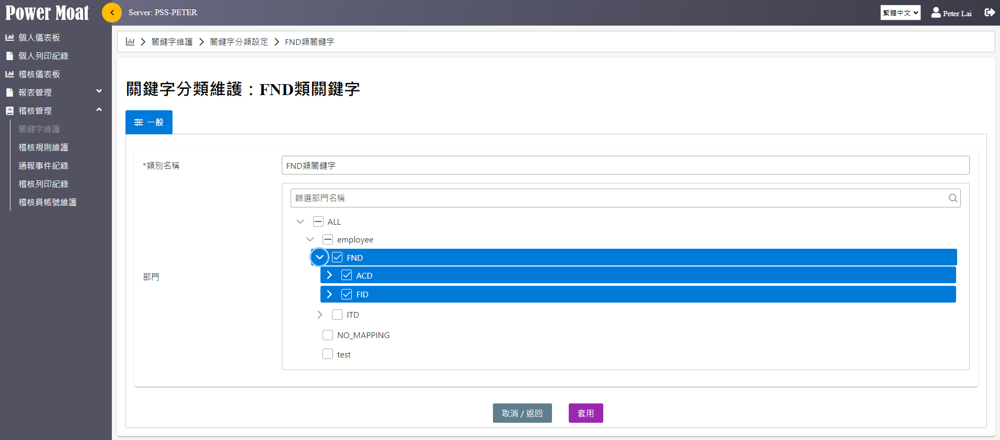 Power Moat
Server: PSS-PETER
繁體中文
Peter Lai
個人儀表板
個人列印紀錄
稽核儀表板
報表管理
稽核管理
關鍵字維護
稽核規則維護
通報事件紀錄
稽核列印紀錄
稽核員帳號維護
關鍵字維護
關鍵字分類設定
FND類關鍵字
關鍵字分類維護：FND類關鍵字
一般
*類別名稱
FND類關鍵字
部門
篩選部門名稱
ALL
employee
FND
ACD
FID
ITD
NO_MAPPING
test
取消 / 返回
套用